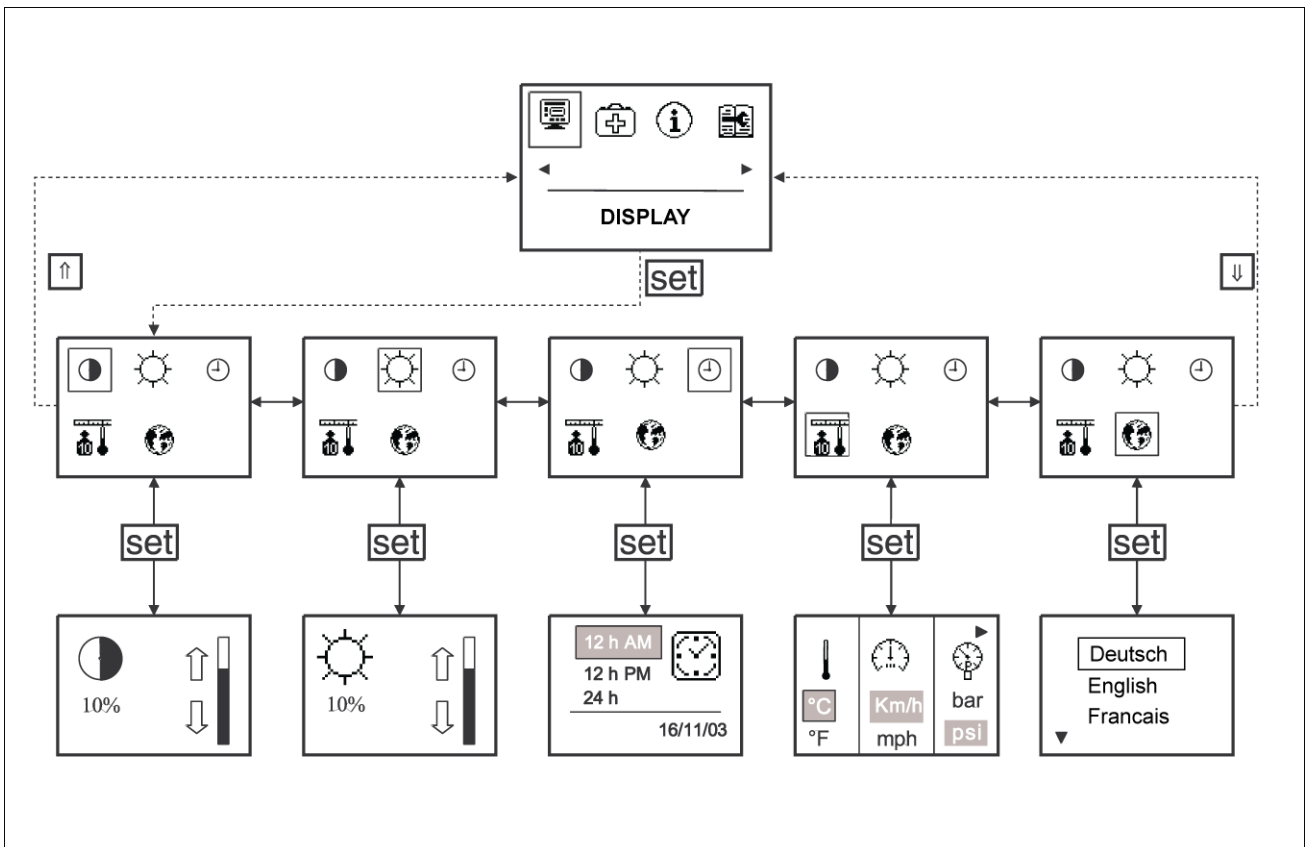 DISPLAY
set
set
set
set
set
set
10%
10%
12 h AM
12 h PM
24 h
16/11/03
°C
°F
Km/h
mph
bar
psi
Deutsch
English
Francais